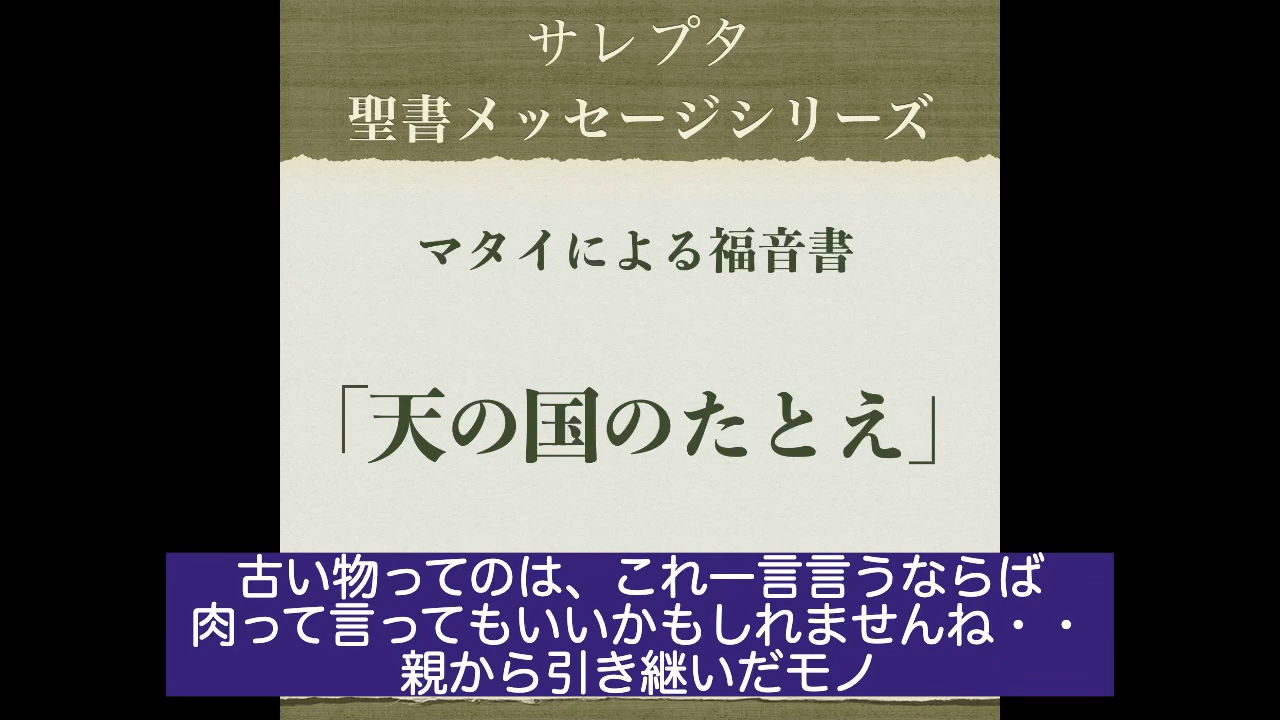 サレプタ
聖書メッセージシリーズ
マタイによる福音書
「天の国のたとえ」
古い物ってのは、これ一言言うならば
肉って言ってもいいかもしれませんね・・
親から引き継いだモノ